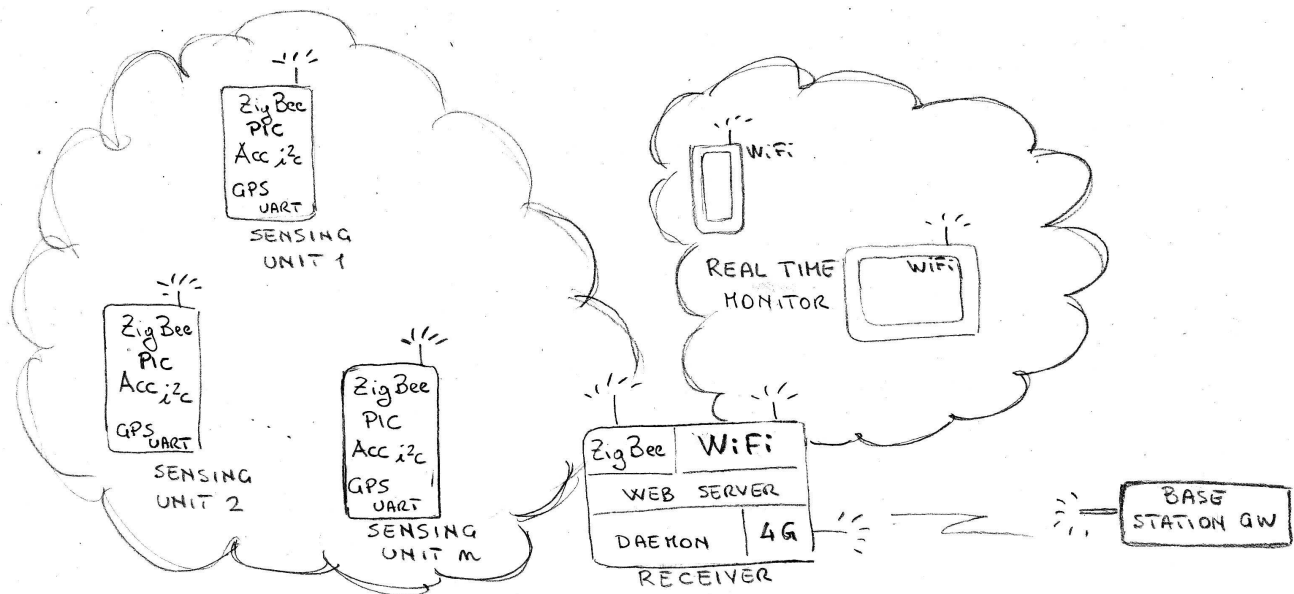 ZigBee
PIC
Acc i²c
GPS
UART
SENSING
UNIT 1
ZigBee
PIC
Acc i²c
GPS
UART
SENSING
UNIT 2
ZigBee
PIC
Acc i²c
GPS
UART
SENSING
UNIT n
WiFi
REAL TIME
MONITOR
WiFi
ZigBee WiFi
WEB SERVER
DAEMON 4G
RECEIVER
BASE
STATION GW